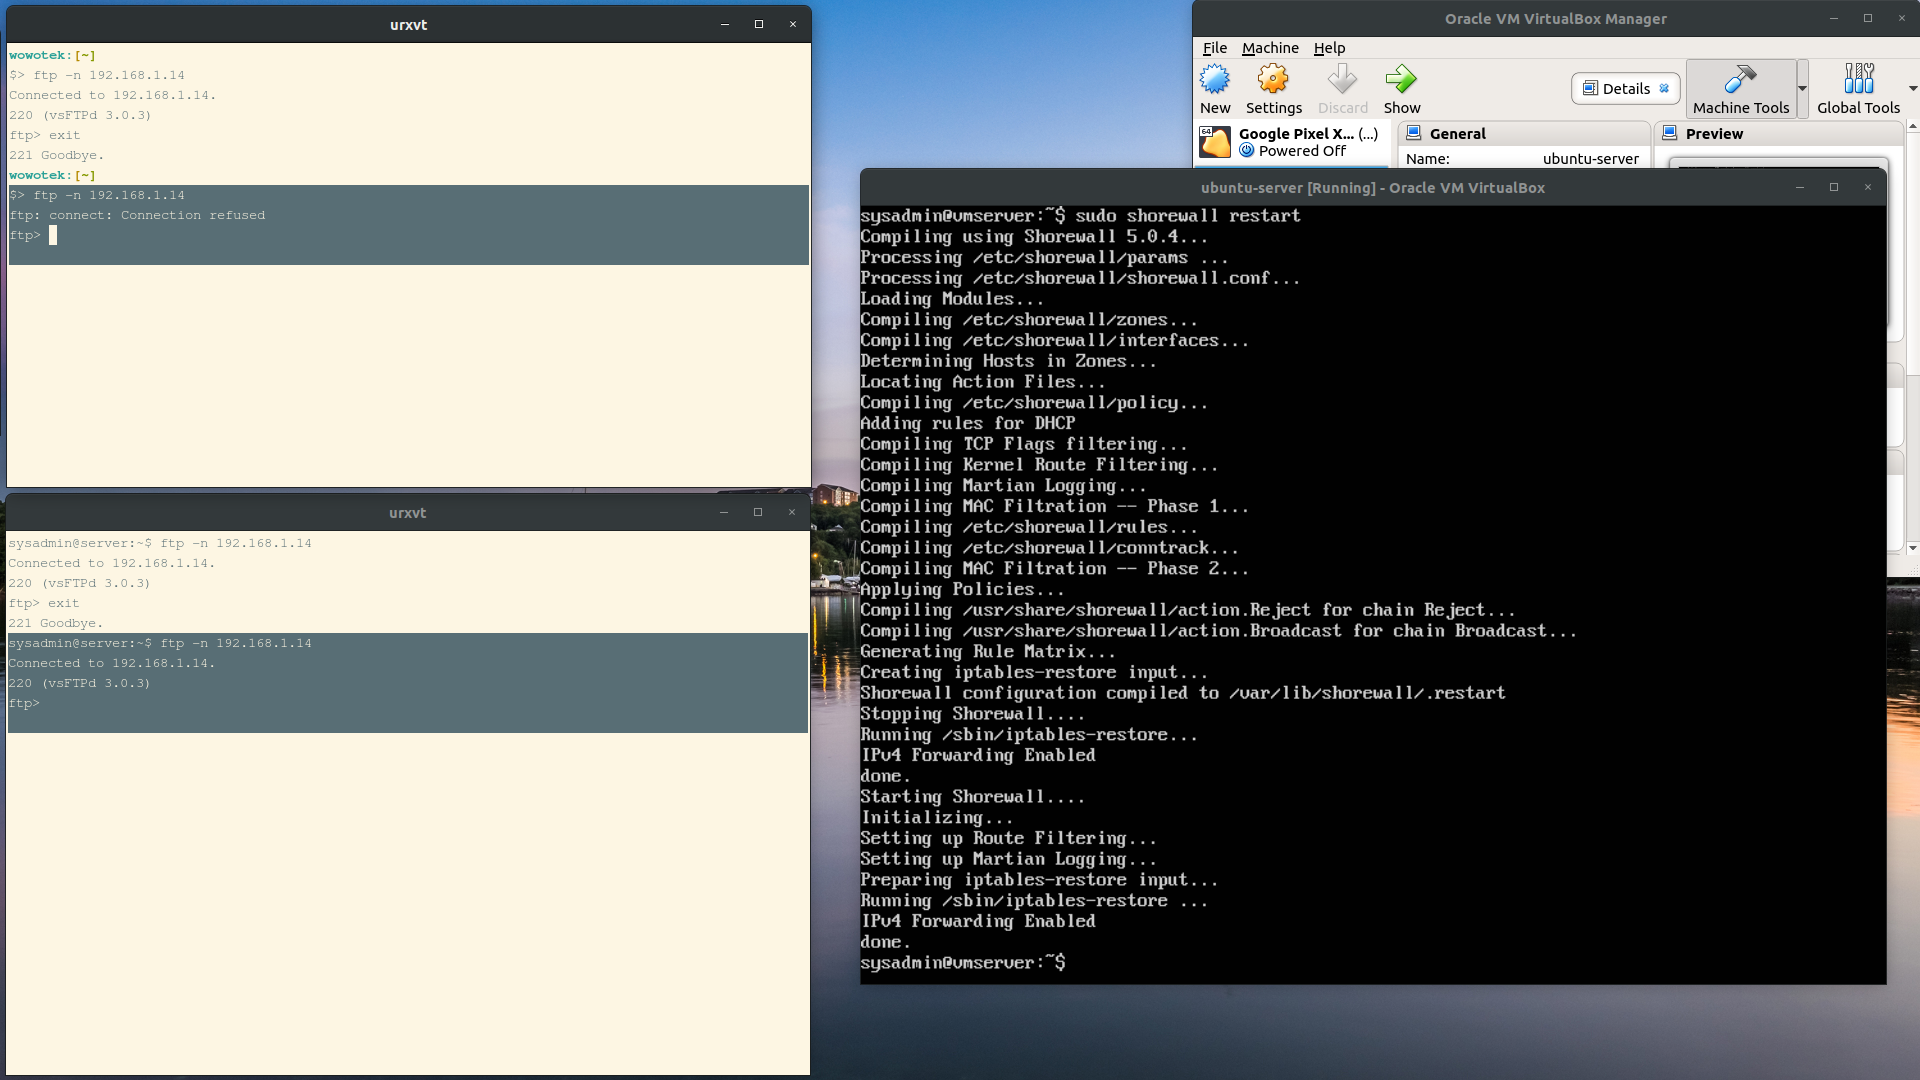 urxvt
wowotek:[~]
$> ftp -n 192.168.1.14
Connected to 192.168.1.14.
220 (vsFTPd 3.0.3)
ftp> exit
221 Goodbye.
wowotek:[~]
$> ftp -n 192.168.1.14
ftp: connect: Connection refused
ftp>
urxvt
sysadmin@server:~$ ftp -n 192.168.1.14
Connected to 192.168.1.14.
220 (vsFTPd 3.0.3)
ftp> exit
221 Goodbye.
sysadmin@server:~$ ftp -n 192.168.1.14
Connected to 192.168.1.14.
220 (vsFTPd 3.0.3)
ftp>
Oracle VM VirtualBox Manager
File Machine Help
New Settings Discard Show Details Machine Tools Global Tools
64 Google Pixel X... (...)
Powered Off
General
Name: ubuntu-server
Preview
ubuntu-server [Running] - Oracle VM VirtualBox
sysadmin@vmserver:~$ sudo shorewall restart
Compiling using Shorewall 5.0.4...
Processing /etc/shorewall/params ...
Processing /etc/shorewall/shorewall.conf...
Loading Modules...
Compiling /etc/shorewall/zones...
Compiling /etc/shorewall/interfaces...
Determining Hosts in Zones...
Locating Action Files...
Compiling /etc/shorewall/policy...
Adding rules for DHCP
Compiling TCP Flags filtering...
Compiling Kernel Route Filtering...
Compiling Martian Logging...
Compiling MAC Filtration -- Phase 1...
Compiling /etc/shorewall/rules...
Compiling /etc/shorewall/conntrack...
Compiling MAC Filtration -- Phase 2...
Applying Policies...
Compiling /usr/share/shorewall/action.Reject for chain Reject...
Compiling /usr/share/shorewall/action.Broadcast for chain Broadcast...
Generating Rule Matrix...
Creating iptables-restore input...
Shorewall configuration compiled to /var/lib/shorewall/.restart
Stopping Shorewall....
Running /sbin/iptables-restore...
IPv4 Forwarding Enabled
done.
Starting Shorewall....
Initializing...
Setting up Route Filtering...
Setting up Martian Logging...
Preparing iptables-restore input...
Running /sbin/iptables-restore ...
IPv4 Forwarding Enabled
done.
sysadmin@vmserver:~$